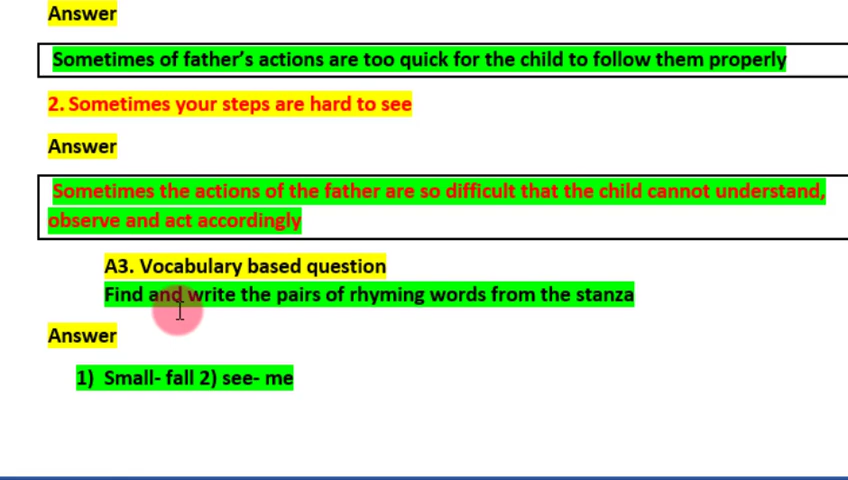 Answer
Sometimes of father's actions are too quick for the child to follow them properly
2. Sometimes your steps are hard to see
Answer
Sometimes the actions of the father are so difficult that the child cannot understand,
observe and act accordingly
A3. Vocabulary based question
Find and write the pairs of rhyming words from the stanza
Answer
1) Small- fall 2) see- me